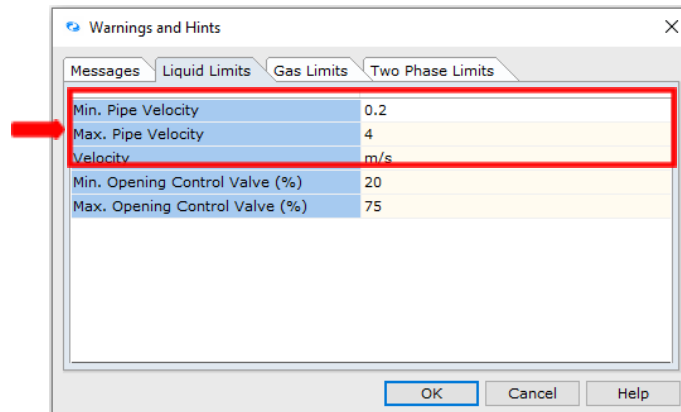 Warnings and Hints
Messages Liquid Limits Gas Limits Two Phase Limits
Min. Pipe Velocity 0.2
Max. Pipe Velocity 4
Velocity m/s
Min. Opening Control Valve (%) 20
Max. Opening Control Valve (%) 75
OK Cancel Help